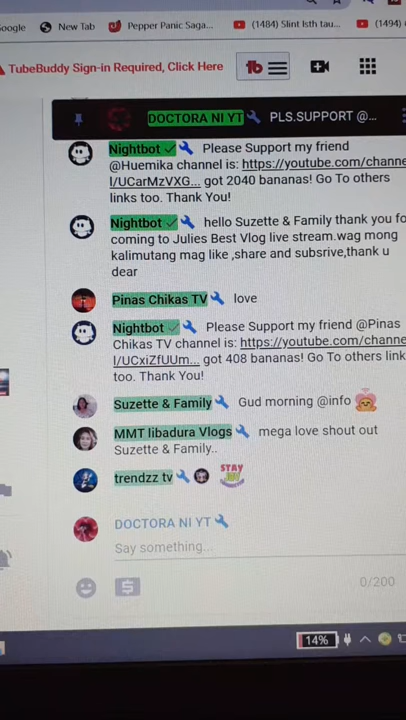 oogle
New Tab
Pepper Panic Saga...
(1484) Slint Isth tau...
(1494)
TubeBuddy Sign-in Required, Click Here
DOCTORA NI YT PLS.SUPPORT @...
Nightbot Please Support my friend
@Huemika channel is: https://youtube.com/channe
l/UCarMzVXG... got 2040 bananas! Go To others
links too. Thank You!
Nightbot hello Suzette & Family thank you fo
coming to Julies Best Vlog live stream.wag mong
kalimutang mag like ,share and subsrive,thank u
dear
Pinas Chikas TV love
Nightbot Please Support my friend @Pinas
Chikas TV channel is: https://youtube.com/channe
l/UCxiZfUUm... got 408 bananas! Go To others link
too. Thank You!
Suzette & Family Gud morning @info
MMT libadura Vlogs mega love shout out
Suzette & Family..
trendzz tv STAY
DOCTORA NI YT
Say something...
0/200
14%